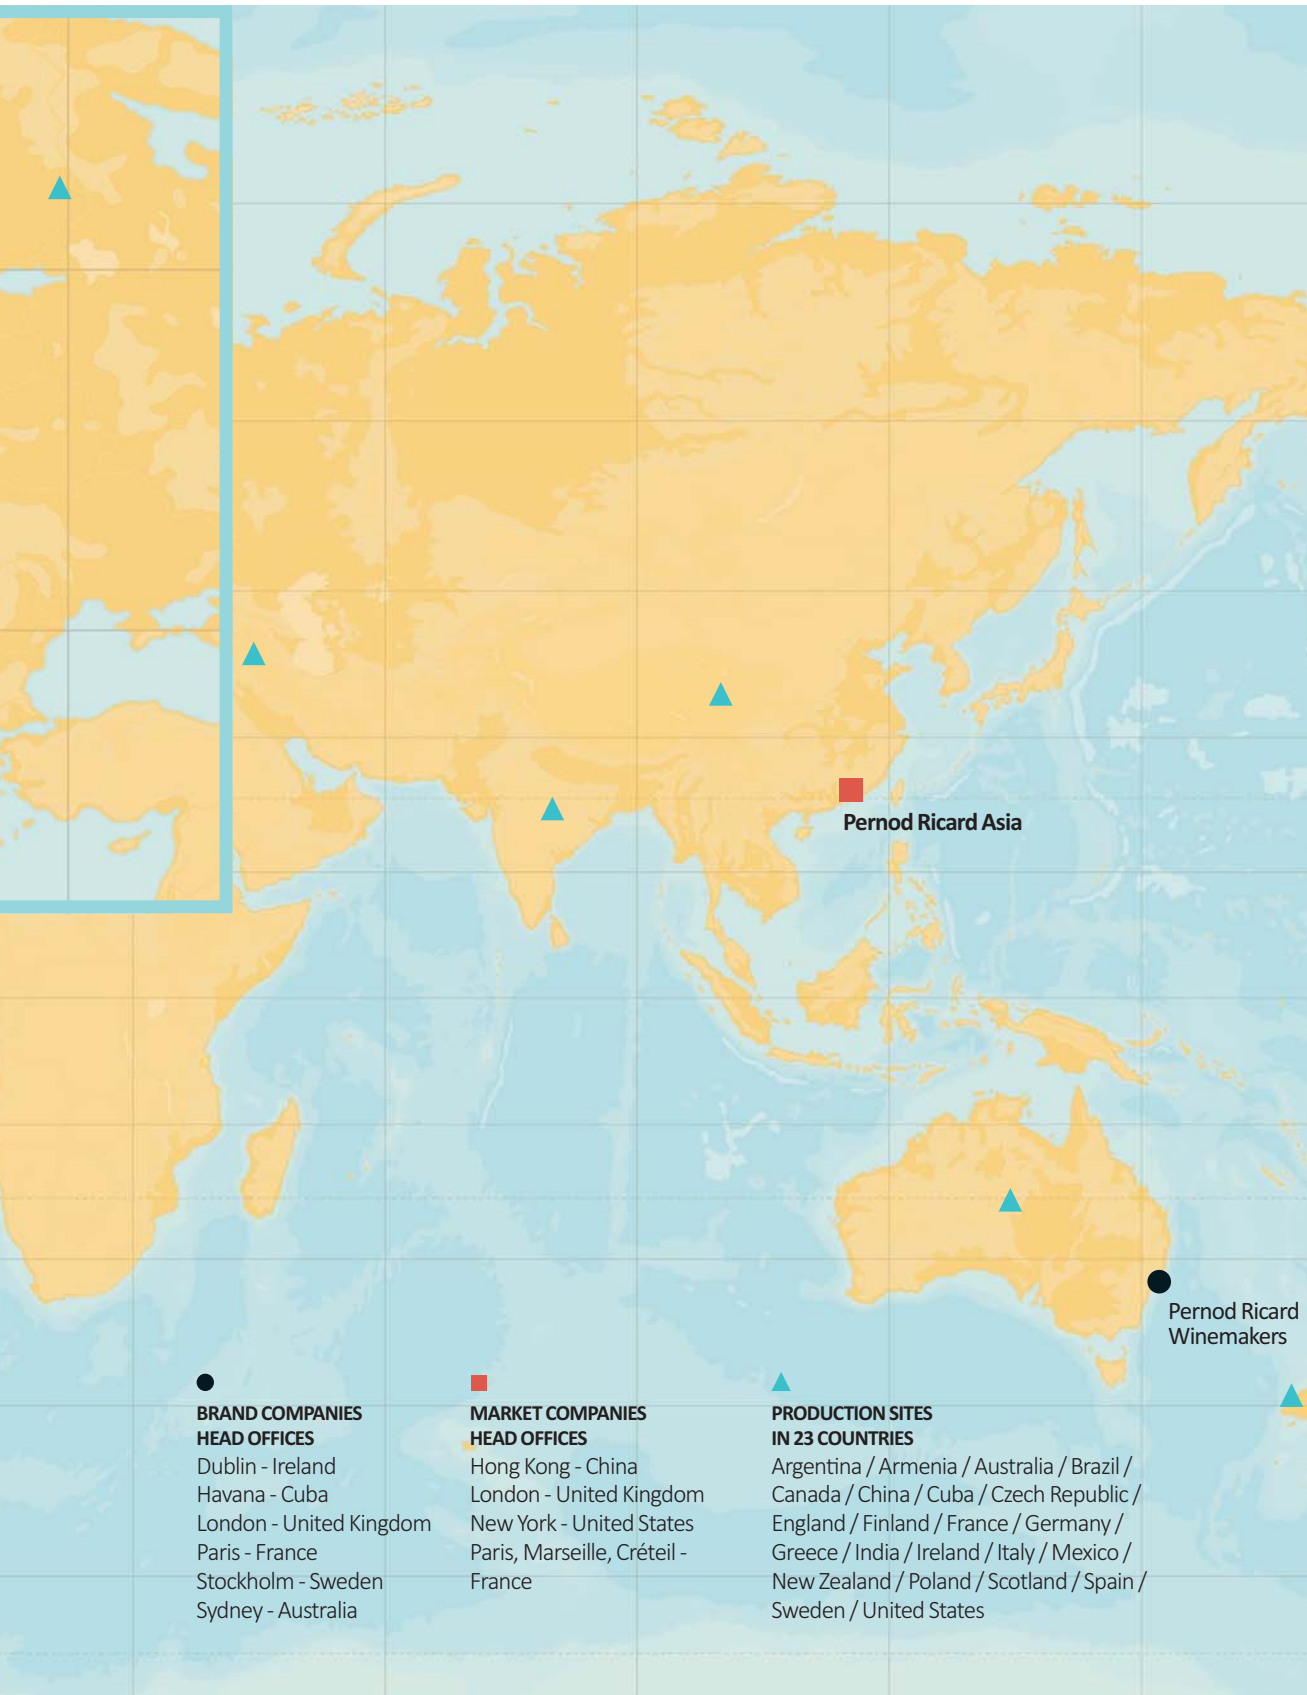 Pernod Ricard Asia
Pernod Ricard
Winemakers
BRAND COMPANIES
HEAD OFFICES
Dublin - Ireland
Havana - Cuba
London - United Kingdom
Paris - France
Stockholm - Sweden
Sydney - Australia
MARKET COMPANIES
HEAD OFFICES
Hong Kong - China
London - United Kingdom
New York - United States
Paris, Marseille, Créteil -
France
PRODUCTION SITES
IN 23 COUNTRIES
Argentina / Armenia / Australia / Brazil /
Canada / China / Cuba / Czech Republic /
England / Finland / France / Germany /
Greece / India / Ireland / Italy / Mexico /
New Zealand / Poland / Scotland / Spain /
Sweden / United States